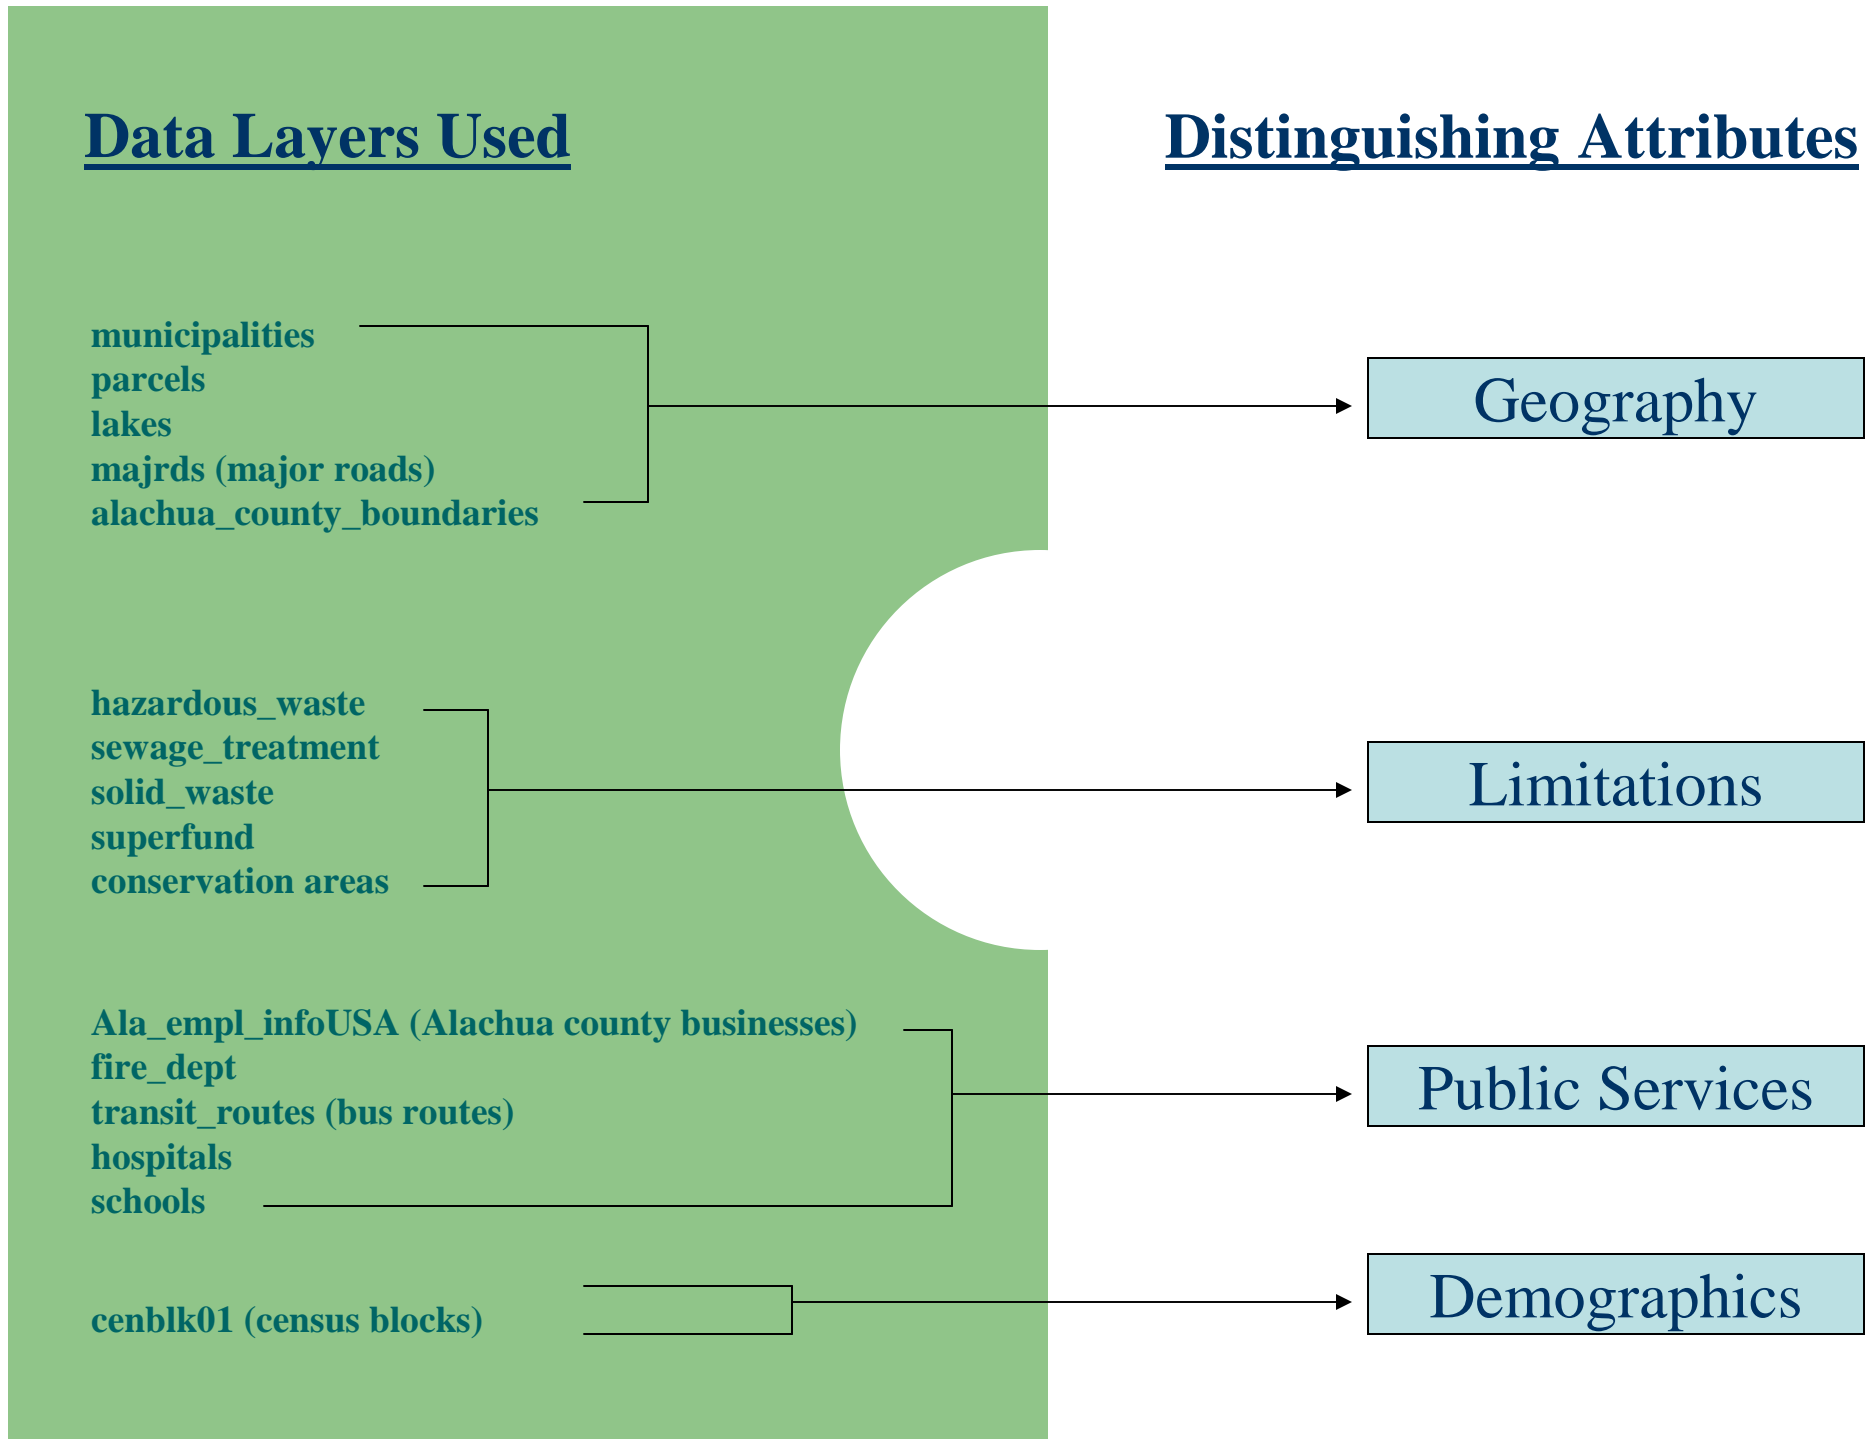 Data Layers Used
Distinguishing Attributes
municipalities
parcels
lakes
majrds (major roads)
alachua_county_boundaries
Geography
hazardous_waste
sewage_treatment
solid_waste
superfund
conservation areas
Limitations
Ala_empl_infoUSA (Alachua county businesses)
fire_dept
transit_routes (bus routes)
hospitals
schools
Public Services
cenblk01 (census blocks)
Demographics